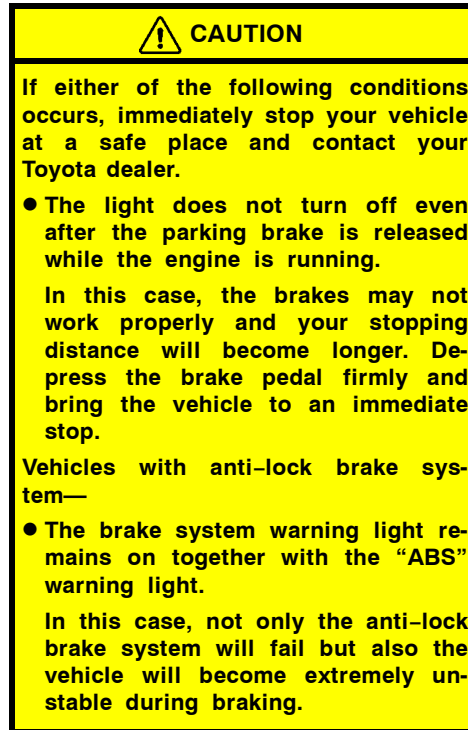 CAUTION
If either of the following conditions
occurs, immediately stop your vehicle
at a safe place and contact your
Toyota dealer.
● The light does not turn off even
after the parking brake is released
while the engine is running.
In this case, the brakes may not
work properly and your stopping
distance will become longer. De-
press the brake pedal firmly and
bring the vehicle to an immediate
stop.
Vehicles with anti–lock brake sys-
tem—
● The brake system warning light re-
mains on together with the “ABS”
warning light.
In this case, not only the anti–lock
brake system will fail but also the
vehicle will become extremely un-
stable during braking.